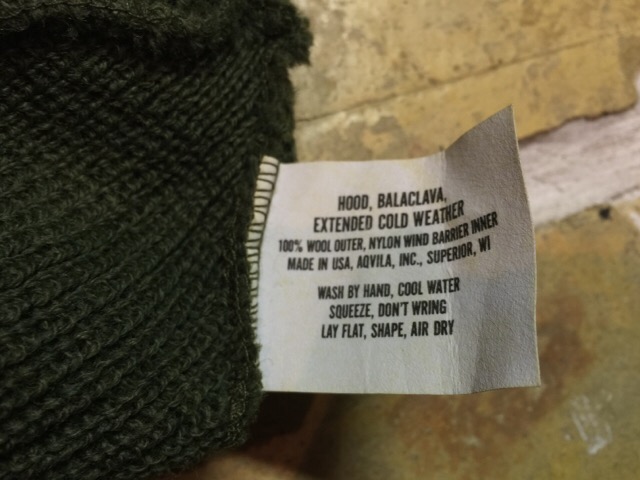 HOOD, BALACLAVA,
EXTENDED COLD WEATHER
100% WOOL OUTER, NYLON WIND BARRIER INNER
MADE IN USA, AQVILA, INC., SUPERIOR, WI
WASH BY HAND, COOL WATER
SQUEEZE, DON'T WRING
LAY FLAT, SHAPE, AIR DRY